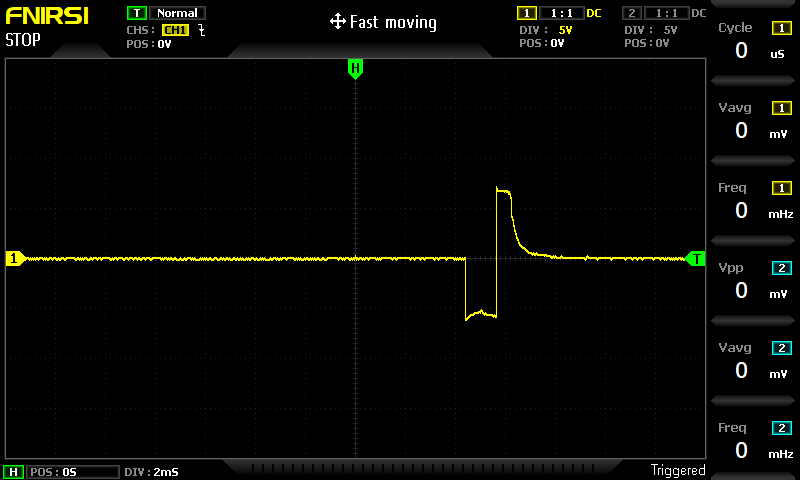 FNIRSI
STOP
T Normal
CHS: CH1
POS:0V
Fast moving
1 1:1 DC
DIV: 5V
POS:0V
2 1:1 DC
DIV: 5V
POS:0V
H
1
T
Cycle 1
0 uS
Vavg 1
0 mV
Freq 1
0 mHz
Vpp 2
0 mV
Vavg 2
0 mV
Freq 2
0 mHz
H POS:0S DIV:2mS
Triggered